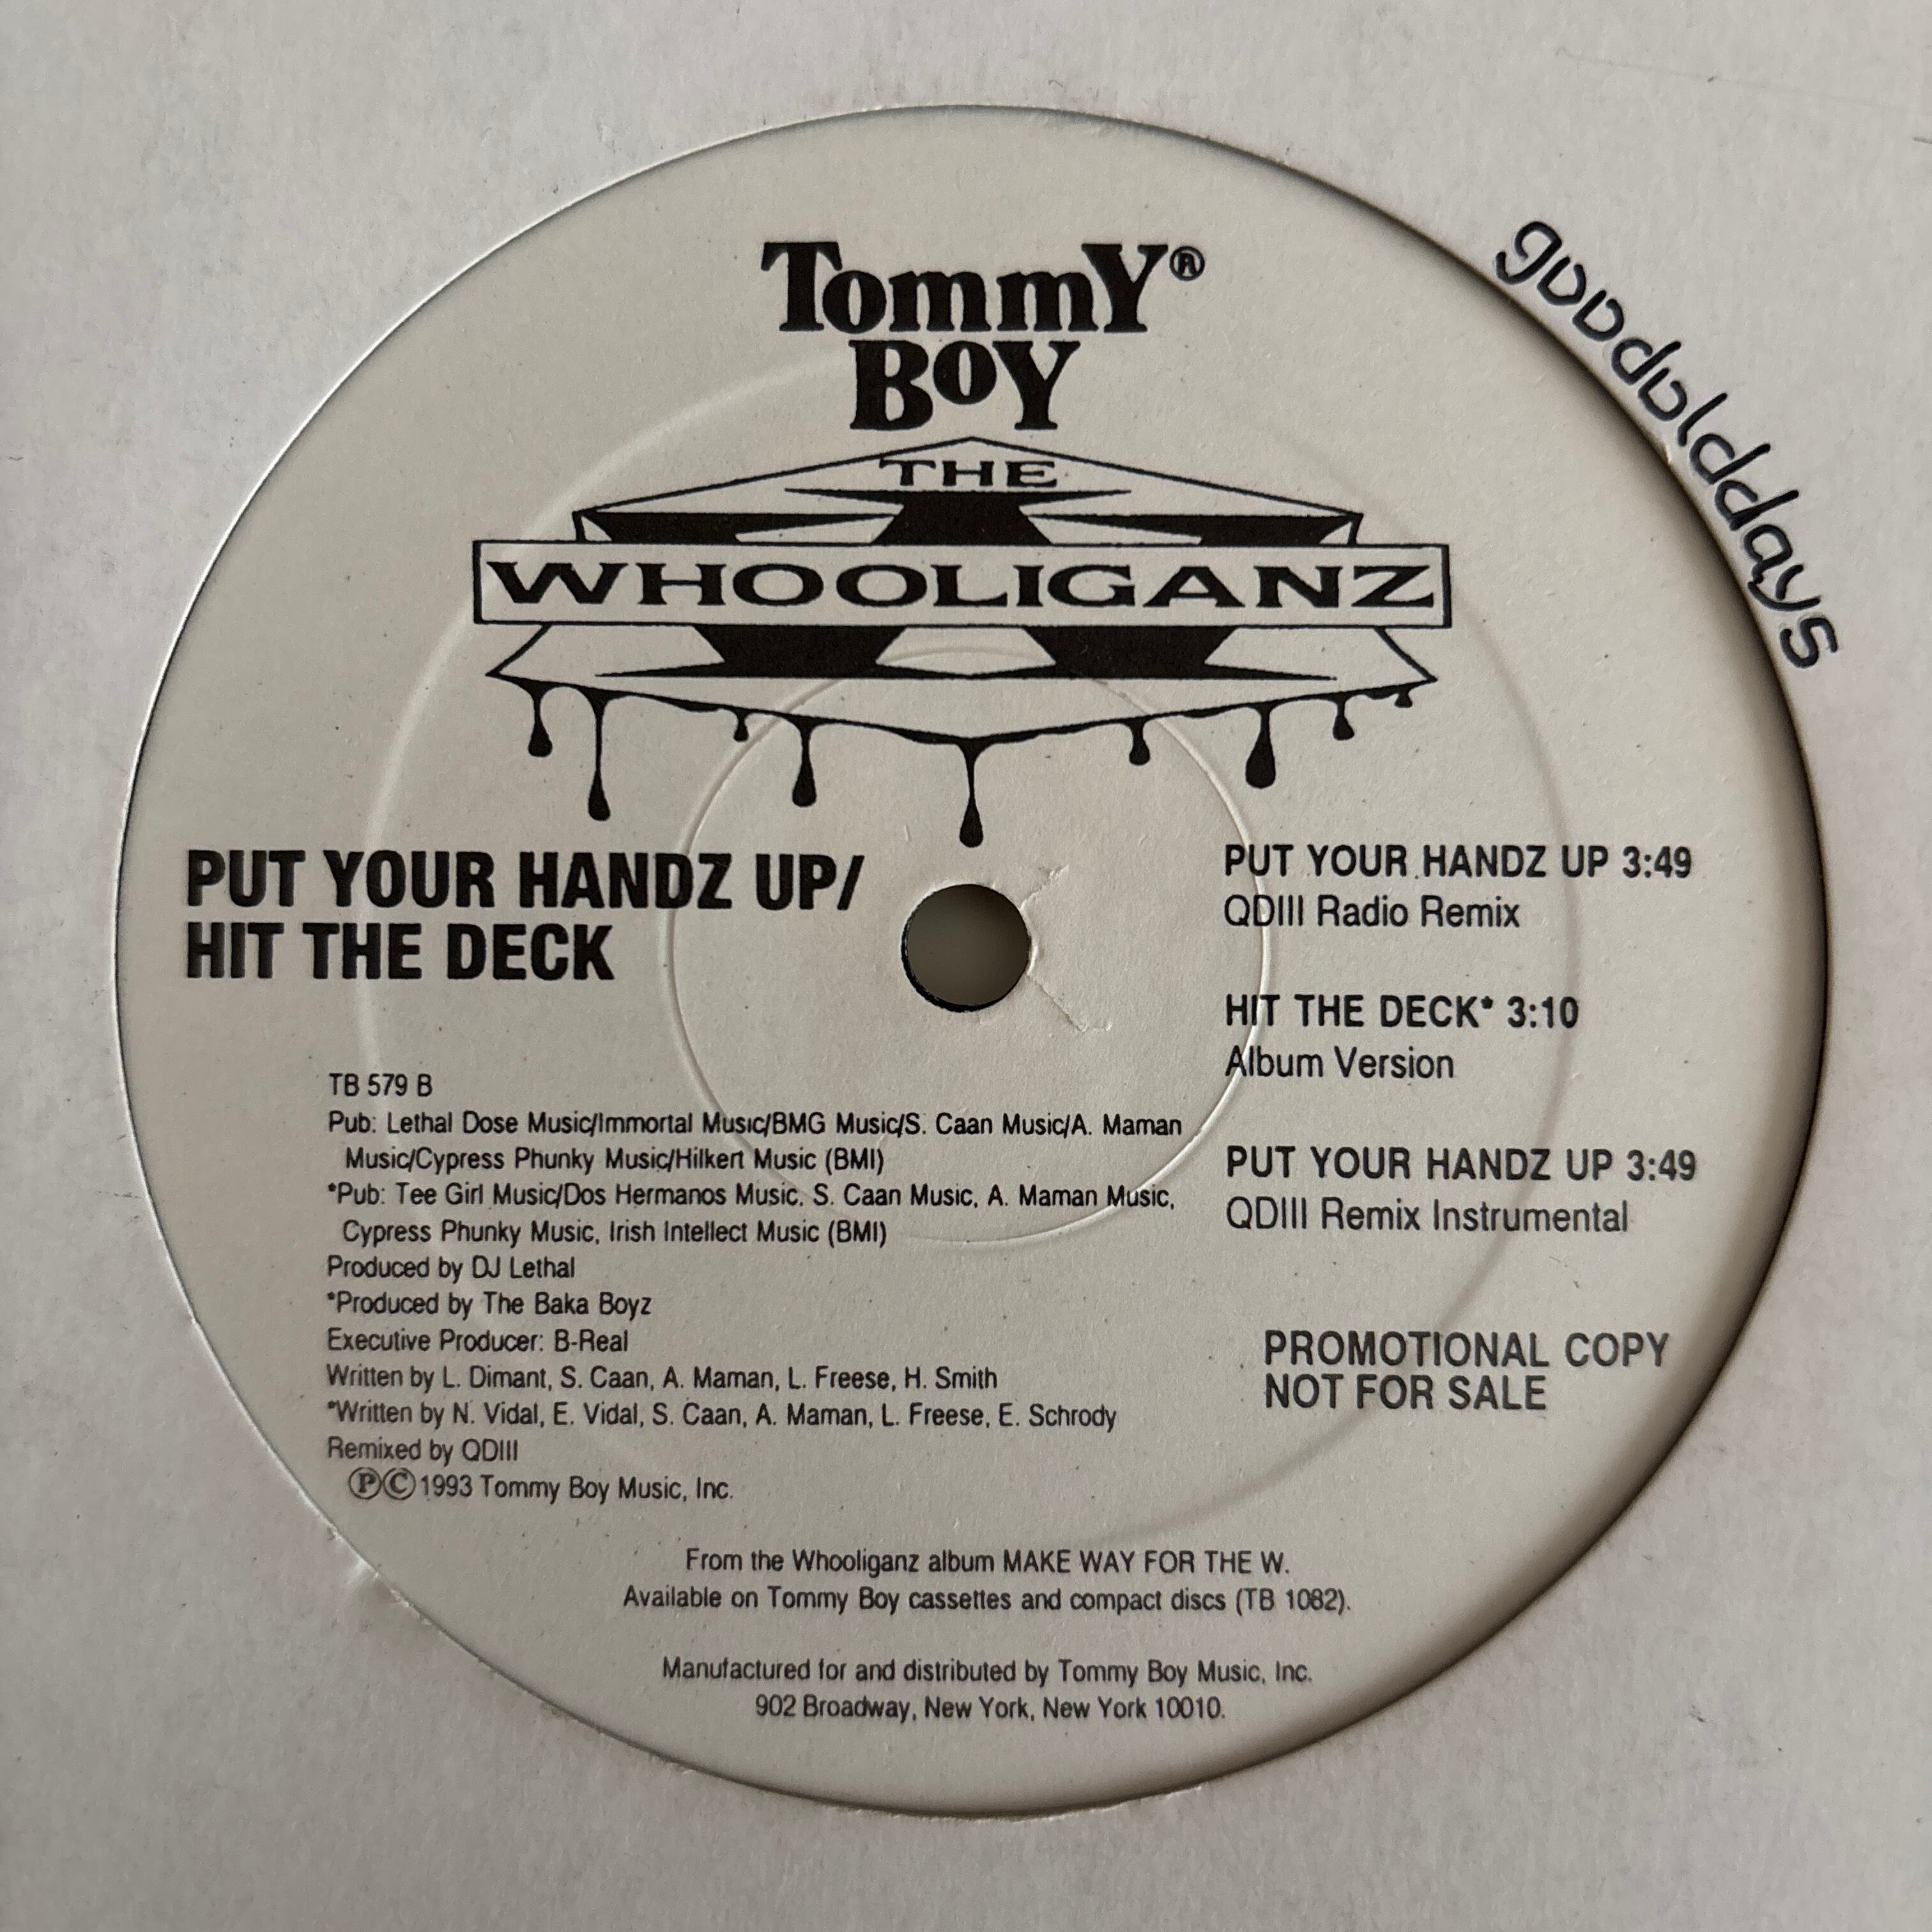 TommY®
BoY
THE
WHOOLIGANZ
goodolddays
PUT YOUR HANDZ UP/
HIT THE DECK
TB 579 B
Pub: Lethal Dose Music/Immortal Music/BMG Music/S. Caan Music/A. Maman
Music/Cypress Phunky Music/Hilkert Music (BMI)
*Pub: Tee Girl Music/Dos Hermanos Music, S. Caan Music, A. Maman Music,
Cypress Phunky Music, Irish Intellect Music (BMI)
Produced by DJ Lethal
*Produced by The Baka Boyz
Executive Producer: B-Real
Written by L. Dimant, S. Caan, A. Maman, L. Freese, H. Smith
*Written by N. Vidal, E. Vidal, S. Caan, A. Maman, L. Freese, E. Schrody
Remixed by QDIII
℗© 1993 Tommy Boy Music, Inc.
PUT YOUR HANDZ UP 3:49
QDIII Radio Remix
HIT THE DECK* 3:10
Album Version
PUT YOUR HANDZ UP 3:49
QDIII Remix Instrumental
PROMOTIONAL COPY
NOT FOR SALE
From the Whooliganz album MAKE WAY FOR THE W.
Available on Tommy Boy cassettes and compact discs (TB 1082).
Manufactured for and distributed by Tommy Boy Music, Inc.
902 Broadway, New York, New York 10010.